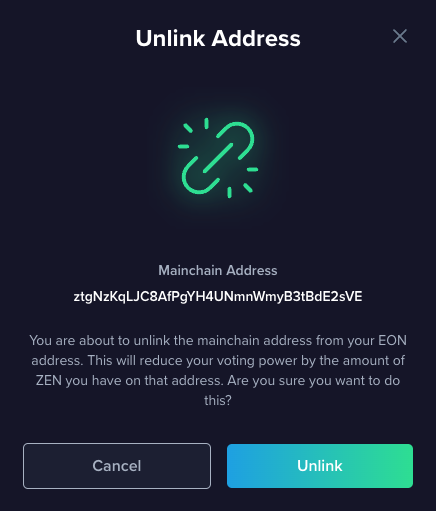 Unlink Address
Mainchain Address
ztgNzKqLJC8AfPgYH4UNmnWmyB3tBdE2sVE
You are about to unlink the mainchain address from your EON
address. This will reduce your voting power by the amount of
ZEN you have on that address. Are you sure you want to do
this?
Cancel
Unlink